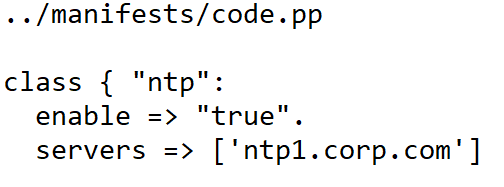 ../manifests/code.pp
class { "ntp":
enable => "true".
servers => ['ntp1.corp.com']